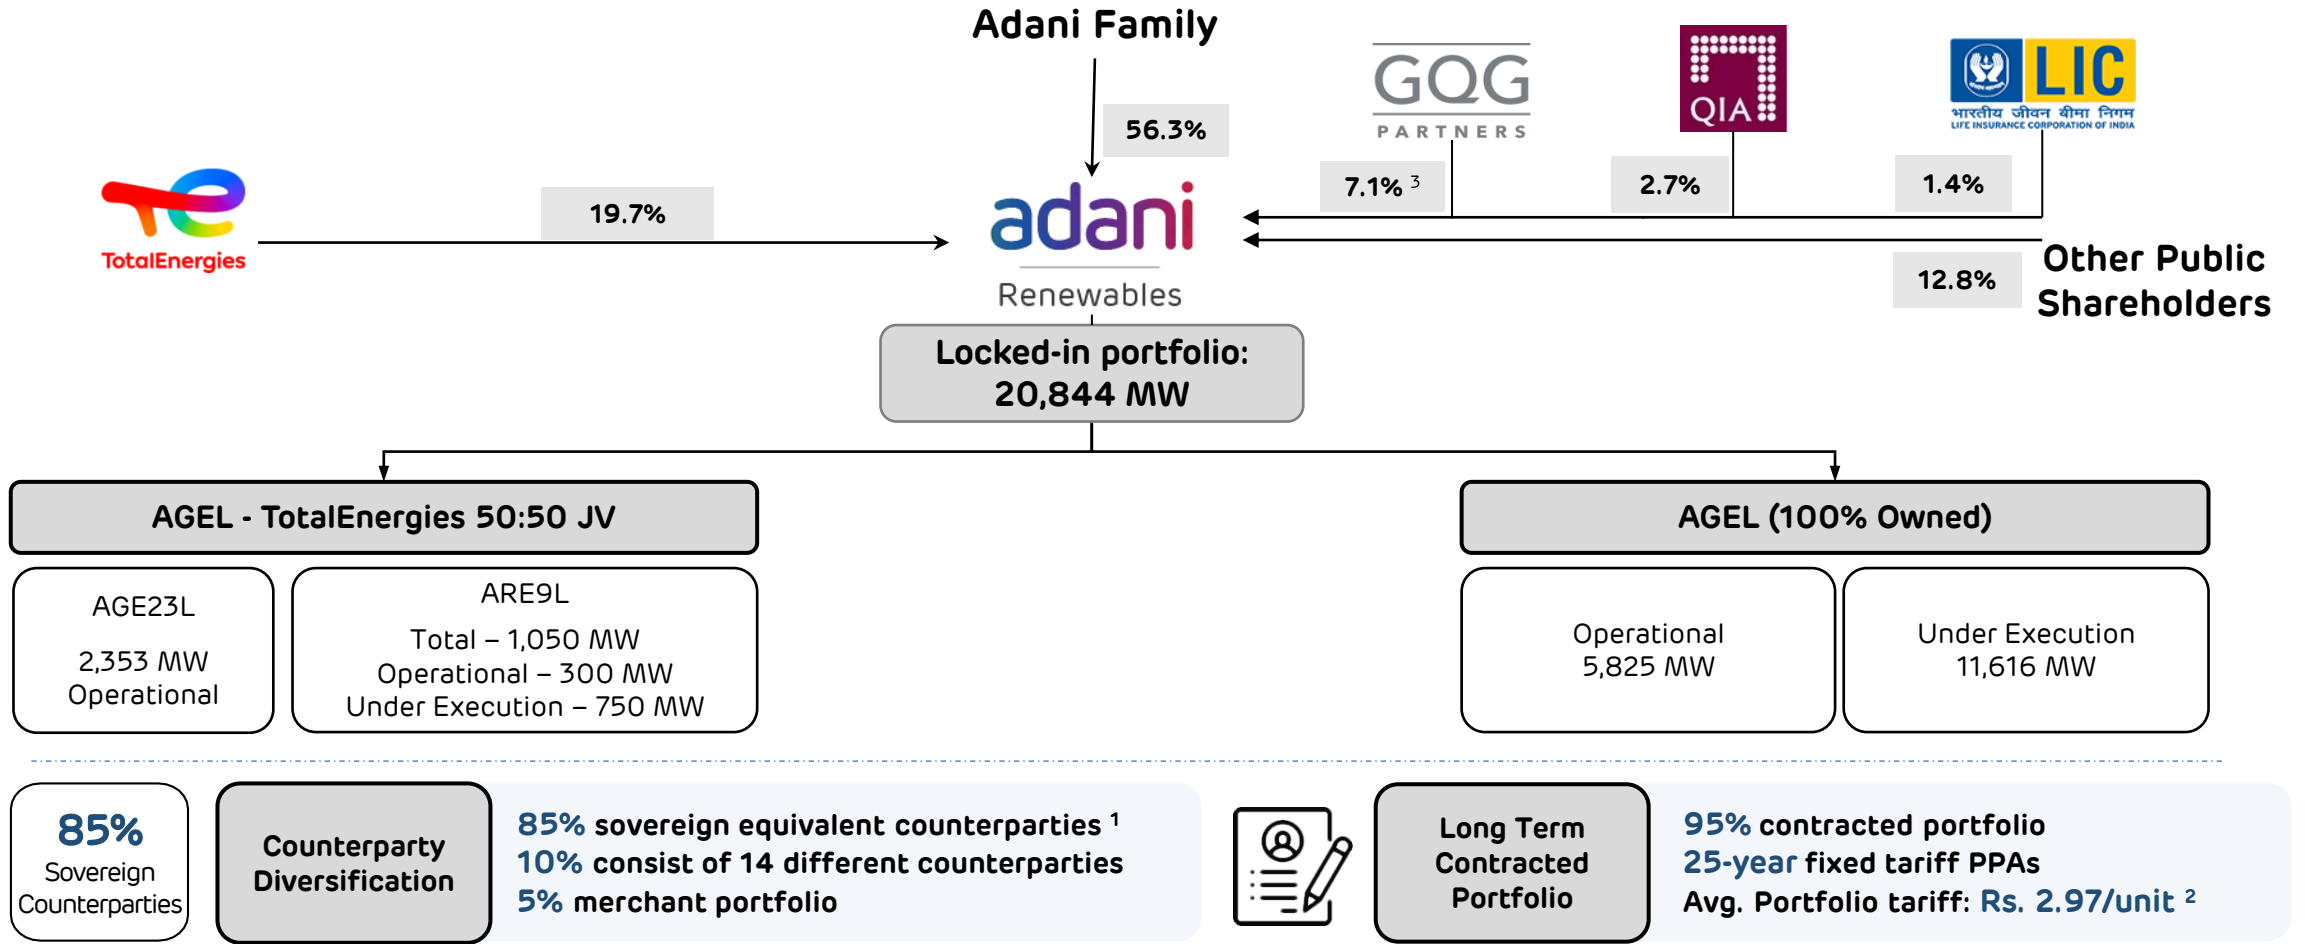 Adani Family
56.3%
GQG
PARTNERS
7.1% 3
QIA
2.7%
LIC
भारतीय जीवन बीमा निगम
LIFE INSURANCE CORPORATION OF INDIA
1.4%
TotalEnergies
19.7%
adani
Renewables
Other Public
Shareholders
12.8%
Locked-in portfolio:
20,844 MW
AGEL - TotalEnergies 50:50 JV
AGE23L
2,353 MW
Operational
ARE9L
Total – 1,050 MW
Operational – 300 MW
Under Execution – 750 MW
AGEL (100% Owned)
Operational
5,825 MW
Under Execution
11,616 MW
85%
Sovereign
Counterparties
Counterparty
Diversification
85% sovereign equivalent counterparties 1
10% consist of 14 different counterparties
5% merchant portfolio
Long Term
Contracted
Portfolio
95% contracted portfolio
25-year fixed tariff PPAs
Avg. Portfolio tariff: Rs. 2.97/unit 2